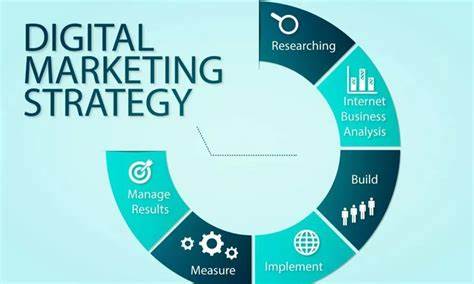 DIGITAL
MARKETING
STRATEGY
Researching
Internet
Business
Analysis
Build
Implement
Measure
Manage
Results